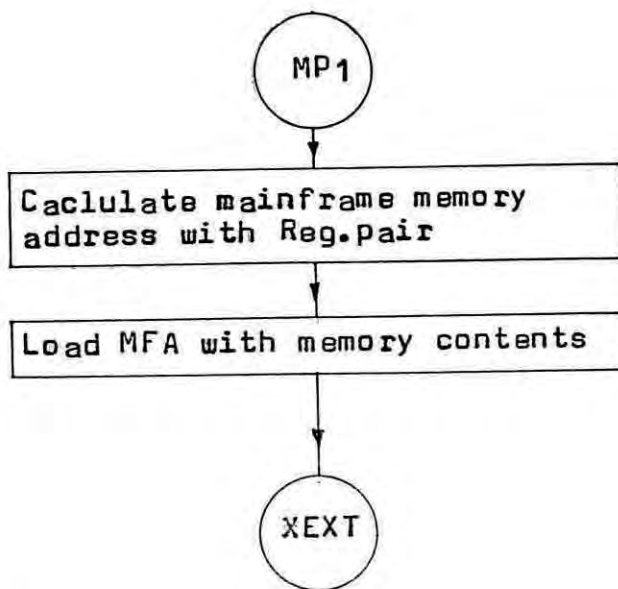 MP1
Caclulate mainframe memory
address with Reg.pair
Load MFA with memory contents
XEXT